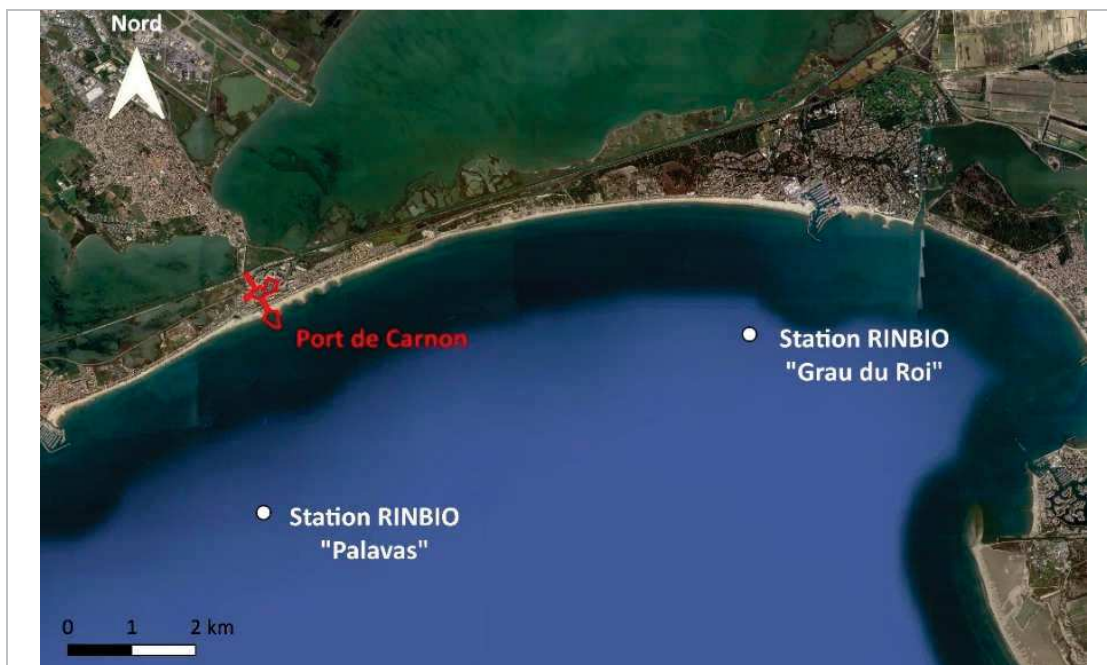 Nord
Port de Carnon
Station RINBIO
"Grau du Roi"
Station RINBIO
"Palavas"
0 1 2 km